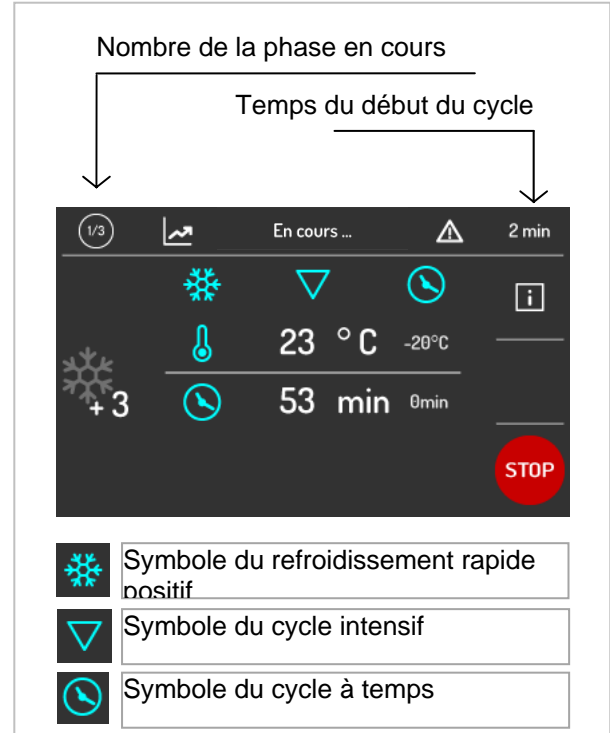 Nombre de la phase en cours
Temps du début du cycle
1/3
En cours ...
2 min
i
23 °C -20°C
+3
53 min 0min
STOP
Symbole du refroidissement rapide
positif
Symbole du cycle intensif
Symbole du cycle à temps